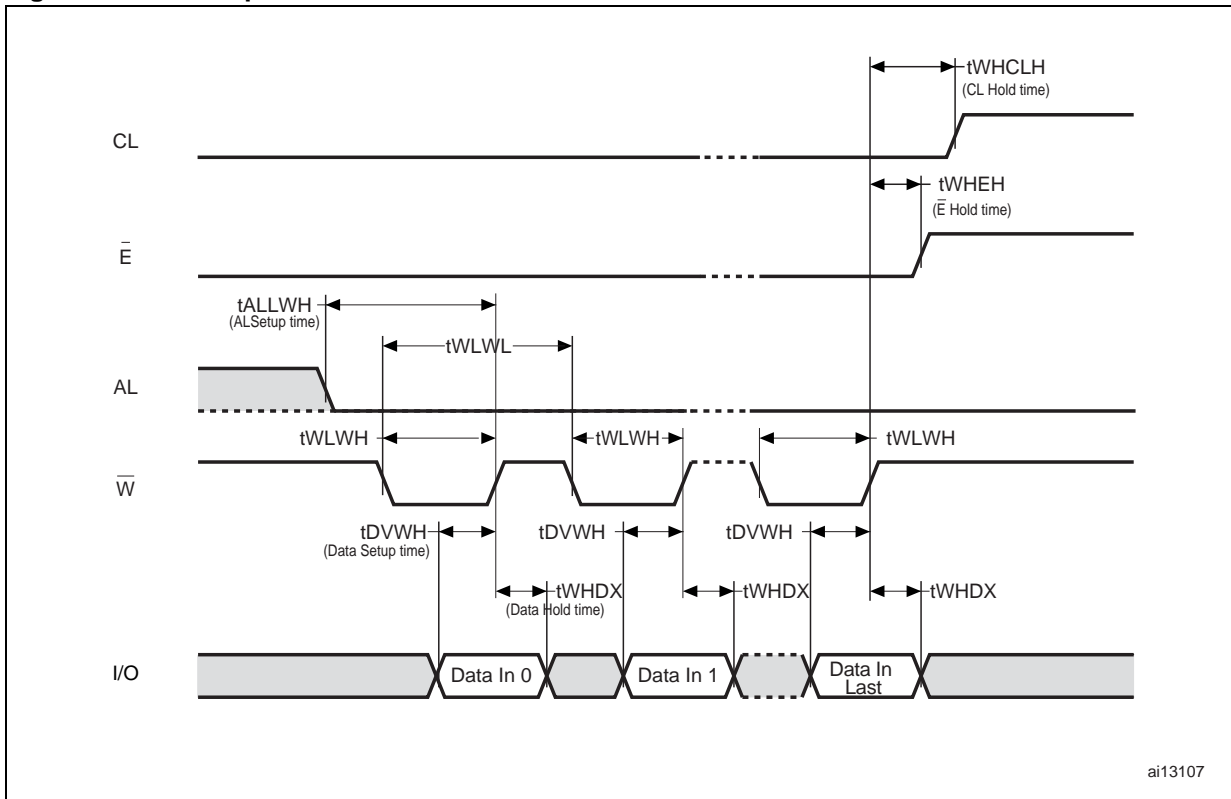 tWHCLH
(CL Hold time)
CL
tWHEH
(E̅ Hold time)
E̅
tALLWH
(ALSetup time)
tWLWL
AL
tWLWH
tWLWH
tWLWH
W̅
tDVWH
(Data Setup time)
tDVWH
tDVWH
tWHDX
(Data Hold time)
tWHDX
tWHDX
I/O
Data In 0
Data In 1
Data In
Last
ai13107